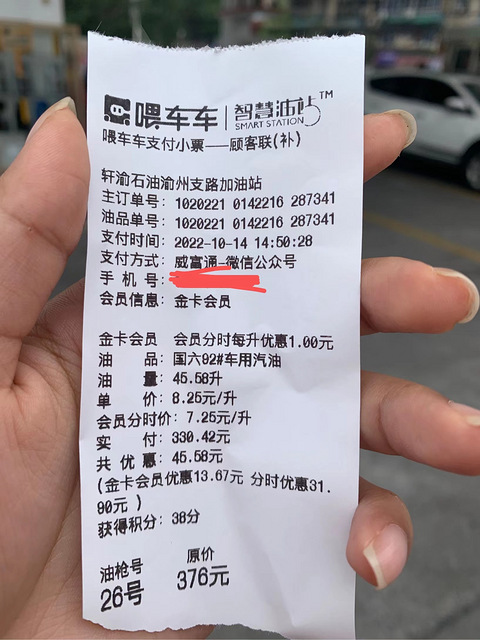 喂车车 | 智慧油站™
SMART STATION
喂车车支付小票——顾客联(补)
轩渝石油渝州支路加油站
主订单号: 1020221 0142216 287341
油品单号: 1020221 0142216 287341
支付时间: 2022-10-14 14:50:28
支付方式: 威富通-微信公众号
手 机 号:
会员信息: 金卡会员
金卡会员 会员分时每升优惠1.00元
油 品: 国六92#车用汽油
油 量: 45.58升
单 价: 8.25元/升
会员分时价: 7.25元/升
实 付: 330.42元
共 优 惠: 45.58元
(金卡会员优惠13.67元 分时优惠31.
90元 )
获得积分: 38分
油枪号 原价
26号 376元